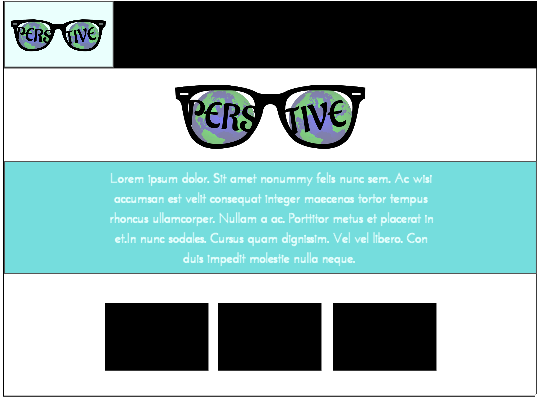 PERS TIVE
PERS TIVE
Lorem ipsum dolor. Sit amet nonummy felis nunc sem. Ac wisi
accumsan est velit consequat integer maecenas tortor tempus
rhoncus ullamcorper. Nullam a ac. Porttitor metus et placerat in
et.In nunc sodales. Cursus quam dignissim. Vel vel libero. Con
duis impedit molestie nulla neque.